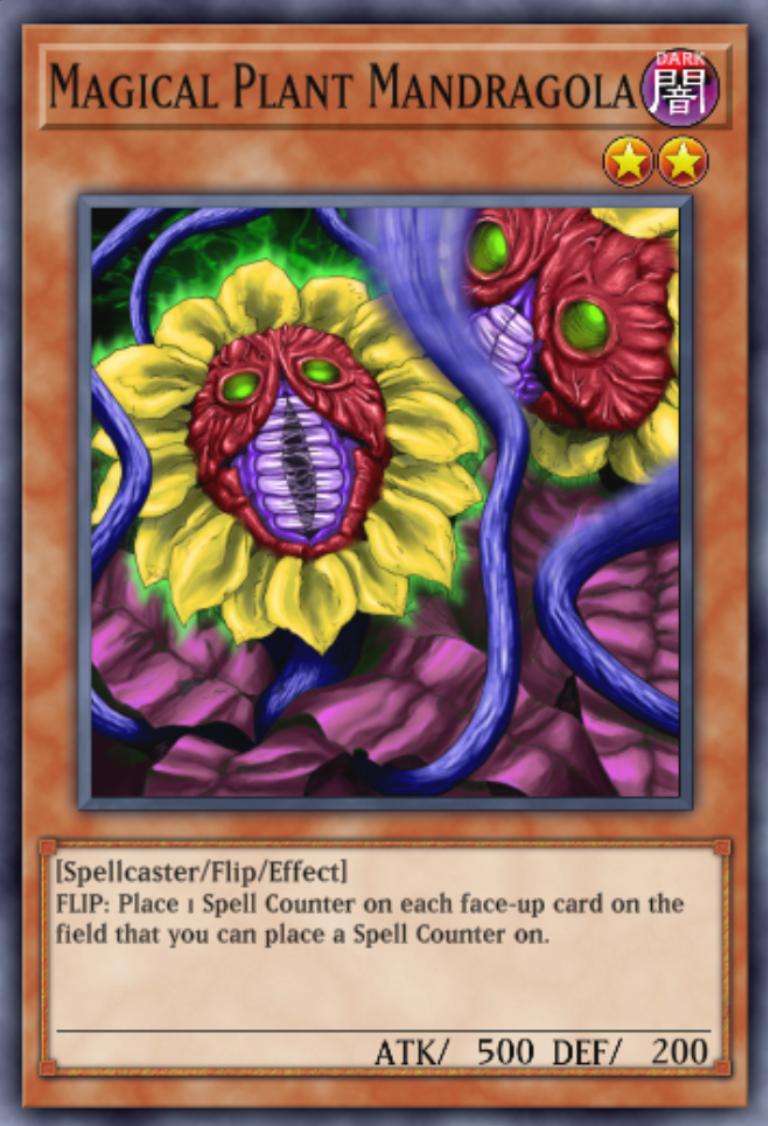 MAGICAL PLANT MANDRAGOLA
DARK
闇
[Spellcaster/Flip/Effect]
FLIP: Place 1 Spell Counter on each face-up card on the
field that you can place a Spell Counter on.
ATK/ 500 DEF/ 200